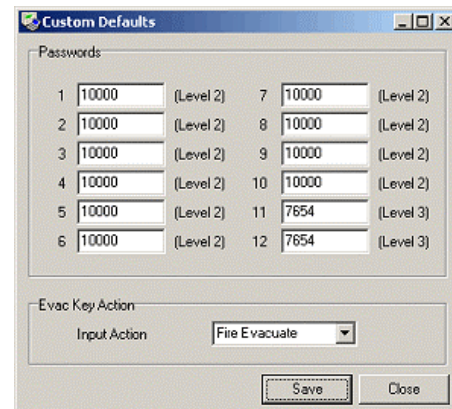 Custom Defaults
Passwords
1 10000 (Level 2) 7 10000 (Level 2)
2 10000 (Level 2) 8 10000 (Level 2)
3 10000 (Level 2) 9 10000 (Level 2)
4 10000 (Level 2) 10 10000 (Level 2)
5 10000 (Level 2) 11 7654 (Level 3)
6 10000 (Level 2) 12 7654 (Level 3)
Evac Key Action
Input Action Fire Evacuate
Save Close